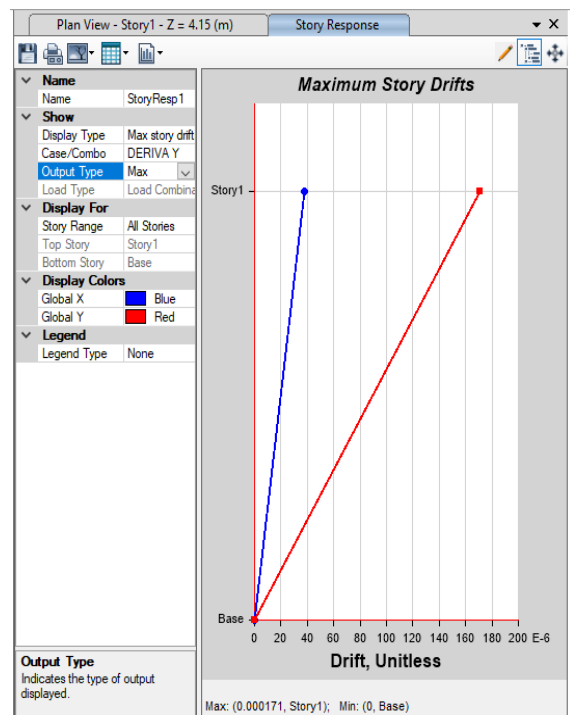 Plan View - Story1 - Z = 4.15 (m)
Story Response
Name
Name StoryResp1
Show
Display Type Max story drift
Case/Combo DERIVA Y
Output Type Max
Load Type Load Combina
Display For
Story Range All Stories
Top Story Story1
Bottom Story Base
Display Colors
Global X Blue
Global Y Red
Legend
Legend Type None
Output Type
Indicates the type of output
displayed.
Maximum Story Drifts
Story1
Base
0 20 40 60 80 100 120 140 160 180 200 E-6
Drift, Unitless
Max: (0.000171, Story1); Min: (0, Base)